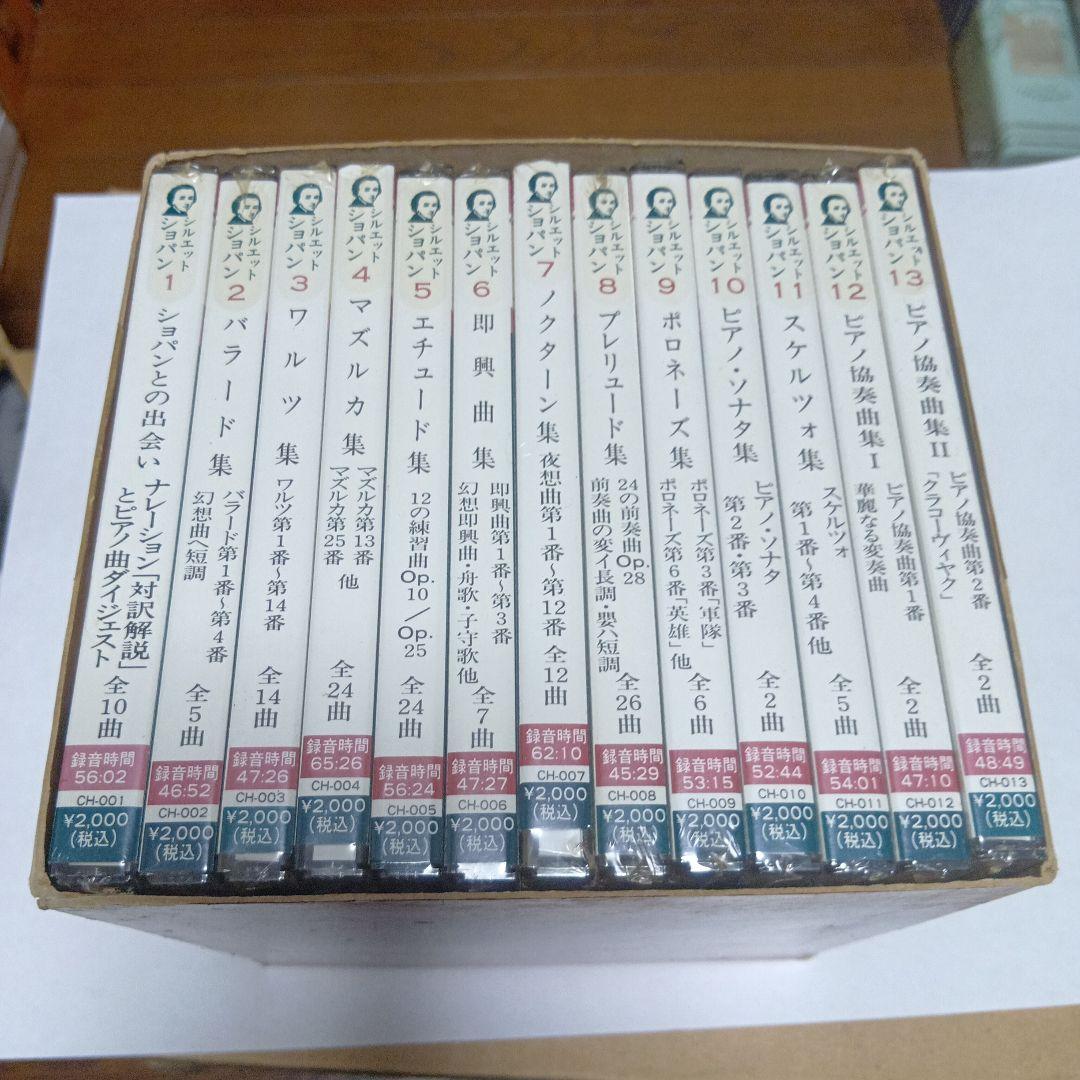 シルエット
ショパン
1
ショパンとの出会い
ナレーション「対訳解説」
とピアノ曲ダイジェスト
全10曲
録音時間
56:02
CH-001
¥2,000
(税込)
シルエット
ショパン
2
バラード集
バラード第1番〜第4番
幻想曲ヘ短調
全5曲
録音時間
46:52
CH-002
¥2,000
(税込)
シルエット
ショパン
3
ワルツ集
ワルツ第1番〜第14番
全14曲
録音時間
47:26
CH-003
¥2,000
(税込)
シルエット
ショパン
4
マズルカ集
マズルカ第13番
マズルカ第25番 他
全24曲
録音時間
65:26
CH-004
¥2,000
(税込)
シルエット
ショパン
5
エチュード集
12の練習曲Op.10/Op.25
全24曲
録音時間
56:24
CH-005
¥2,000
(税込)
シルエット
ショパン
6
即興曲集
即興曲第1番〜第3番
幻想即興曲・舟歌・子守歌他
全7曲
録音時間
47:27
CH-006
¥2,000
(税込)
シルエット
ショパン
7
ノクターン集
夜想曲第1番〜第12番
全12曲
録音時間
62:10
CH-007
¥2,000
(税込)
シルエット
ショパン
8
プレリュード集
24の前奏曲Op.28
前奏曲の変イ長調・嬰ハ短調
全26曲
録音時間
45:29
CH-008
¥2,000
(税込)
シルエット
ショパン
9
ポロネーズ集
ポロネーズ第3番「軍隊」
ポロネーズ第6番「英雄」他
全6曲
録音時間
53:15
CH-009
¥2,000
(税込)
シルエット
ショパン
10
ピアノ・ソナタ集
ピアノ・ソナタ
第2番・第3番
全2曲
録音時間
52:44
CH-010
¥2,000
(税込)
シルエット
ショパン
11
スケルツォ集
スケルツォ
第1番〜第4番 他
全5曲
録音時間
54:01
CH-011
¥2,000
(税込)
シルエット
ショパン
12
ピアノ協奏曲集I
ピアノ協奏曲第1番
華麗なる変奏曲
全2曲
録音時間
47:10
CH-012
¥2,000
(税込)
シルエット
ショパン
13
ピアノ協奏曲集II
ピアノ協奏曲第2番
「クラコーヴィヤク」
全2曲
録音時間
48:49
CH-013
¥2,000
(税込)